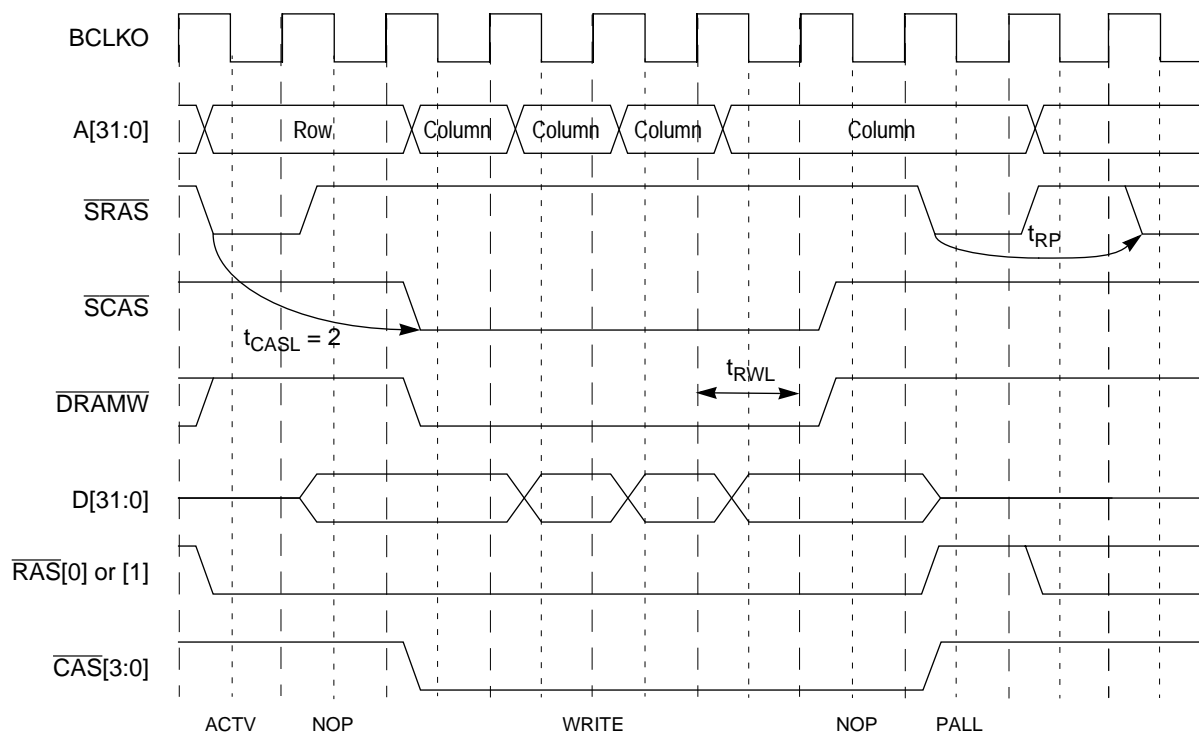 BCLKO
A[31:0] Row Column Column Column Column
SRAS
tRP
SCAS
tCASL = 2
tRWL
DRAMW
D[31:0]
RAS[0] or [1]
CAS[3:0]
ACTV NOP WRITE NOP PALL